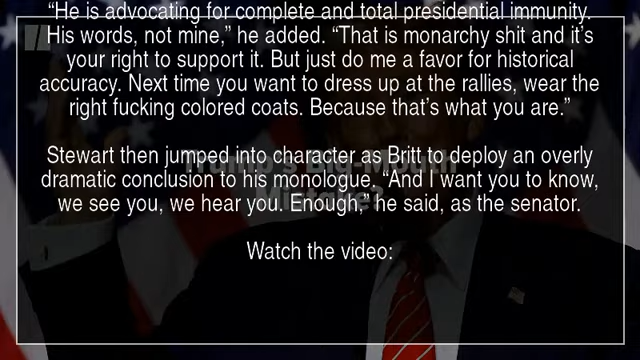 “He is advocating for complete and total presidential immunity.
His words, not mine,” he added. “That is monarchy shit and it’s
your right to support it. But just do me a favor for historical
accuracy. Next time you want to dress up at the rallies, wear the
right fucking colored coats. Because that’s what you are.”
Stewart then jumped into character as Britt to deploy an overly
Trump's Big-Mouth
dramatic conclusion to his monologue. “And I want you to know,
we see you, we hear you. Enough,” he said, as the senator.
Mistake?
Watch the video: